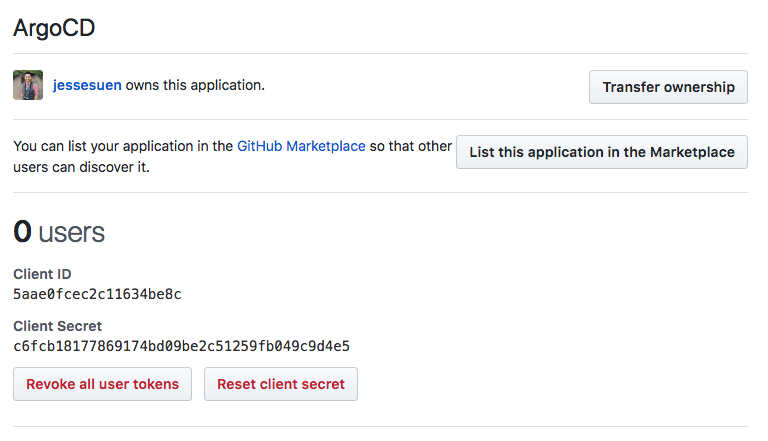 ArgoCD
jessesuen owns this application.
Transfer ownership
You can list your application in the GitHub Marketplace so that other
users can discover it.
List this application in the Marketplace
0 users
Client ID
5aae0fcec2c11634be8c
Client Secret
c6fcb18177869174bd09be2c51259fb049c9d4e5
Revoke all user tokens
Reset client secret